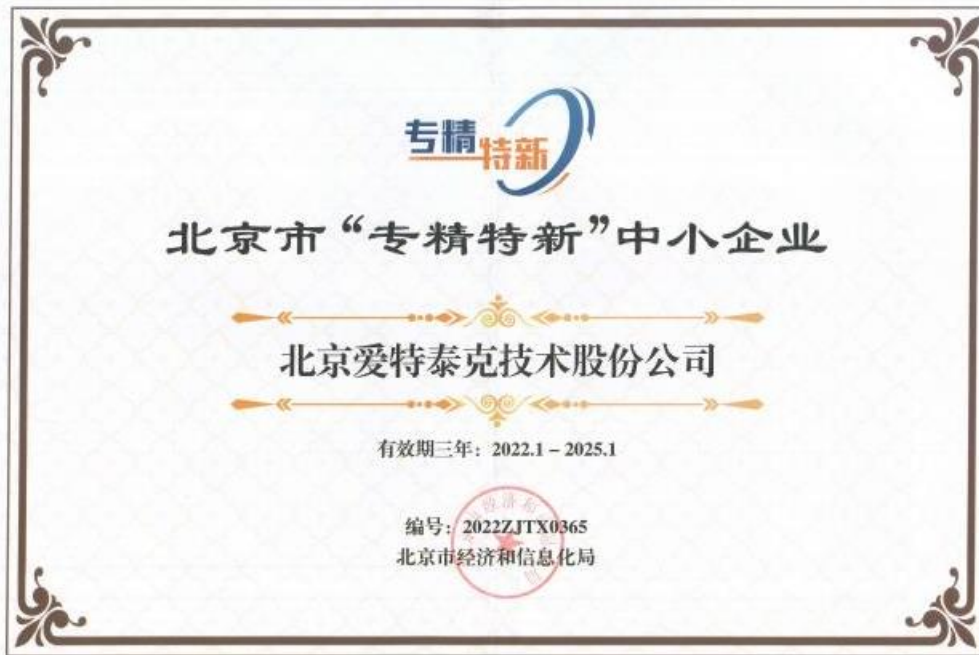 专精
特新
北京市“专精特新”中小企业
北京爱特泰克技术股份公司
有效期三年：2022.1 – 2025.1
编号：2022ZJTX0365
北京市经济和信息化局